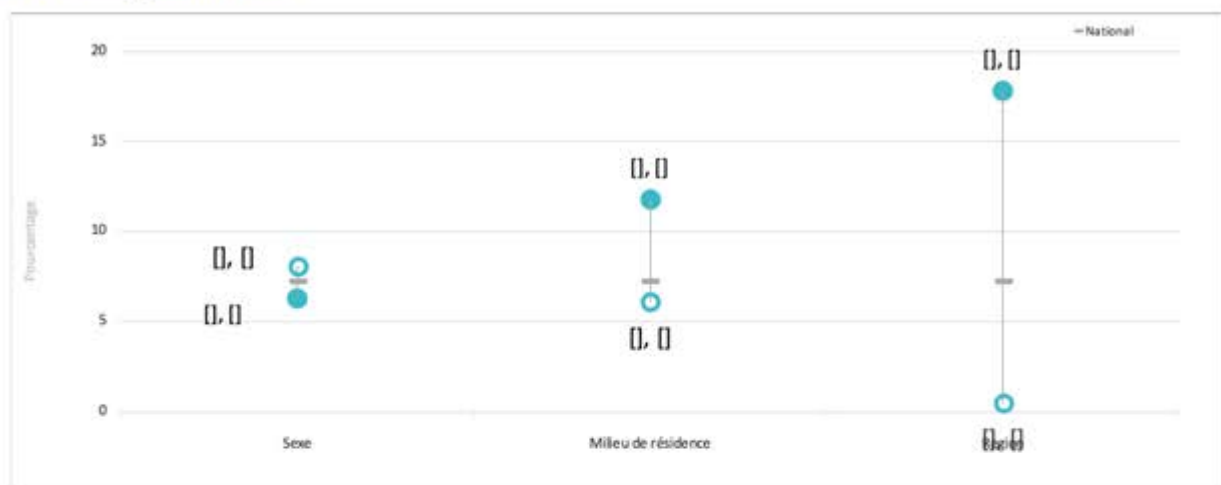 National
20
[], []
15
[], []
10
Pourcentage
[], []
[], []
5
[], []
0
Sexe
Milieu de résidence
[], []